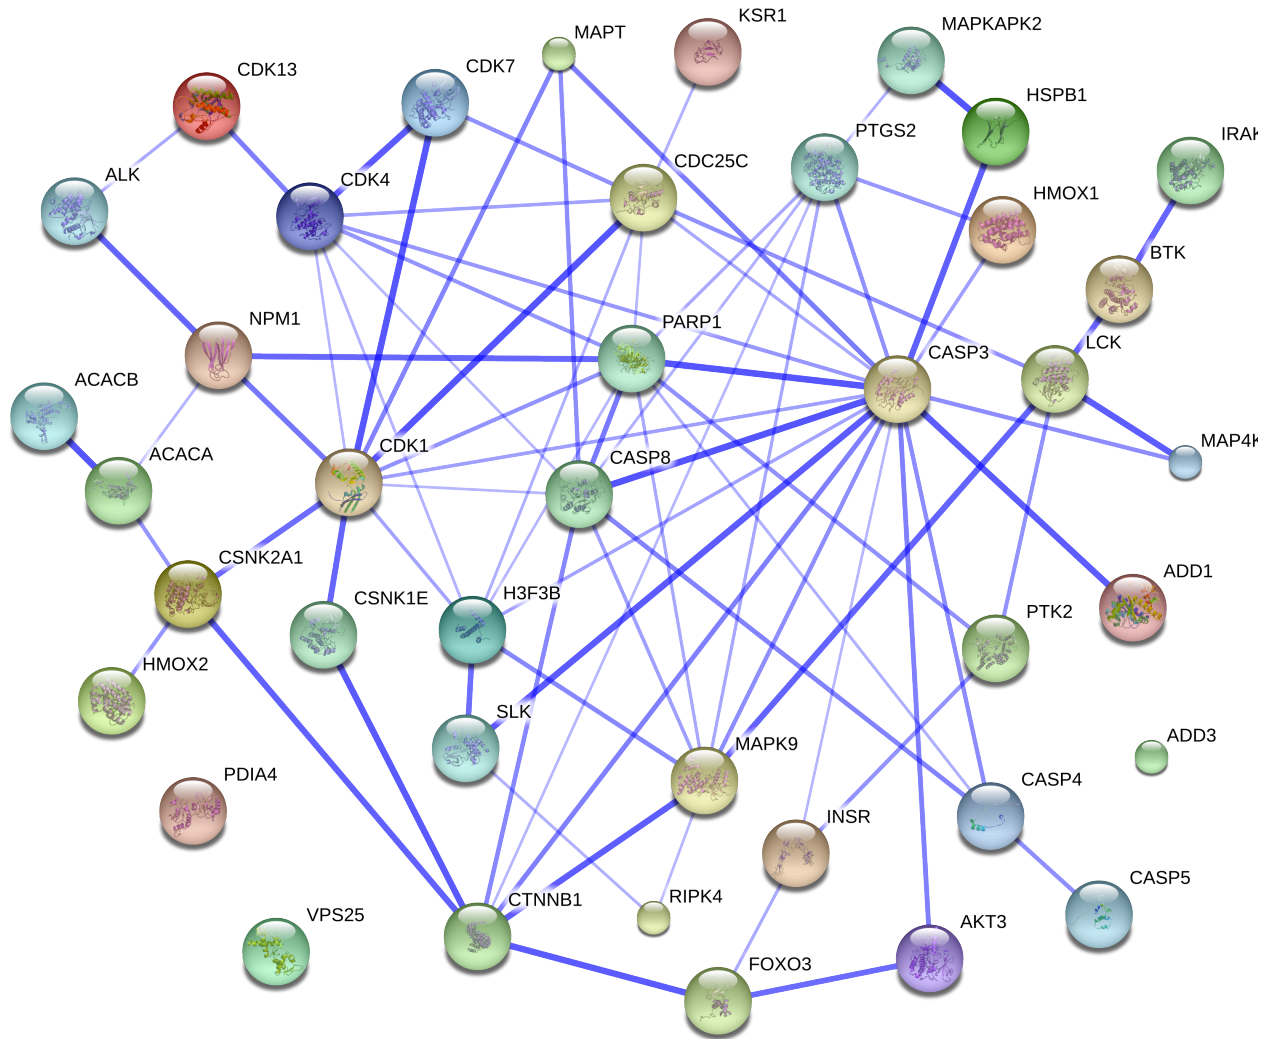 KSR1
MAPKAPK2
MAPT
CDK7
CDK13
HSPB1
PTGS2
IRAK
CDC25C
ALK
CDK4
HMOX1
BTK
NPM1
PARP1
LCK
CASP3
ACACB
MAP4K
CDK1
ACACA
CASP8
CSNK2A1
ADD1
H3F3B
CSNK1E
PTK2
HMOX2
SLK
ADD3
MAPK9
PDIA4
CASP4
INSR
CASP5
RIPK4
CTNNB1
VPS25
AKT3
FOXO3